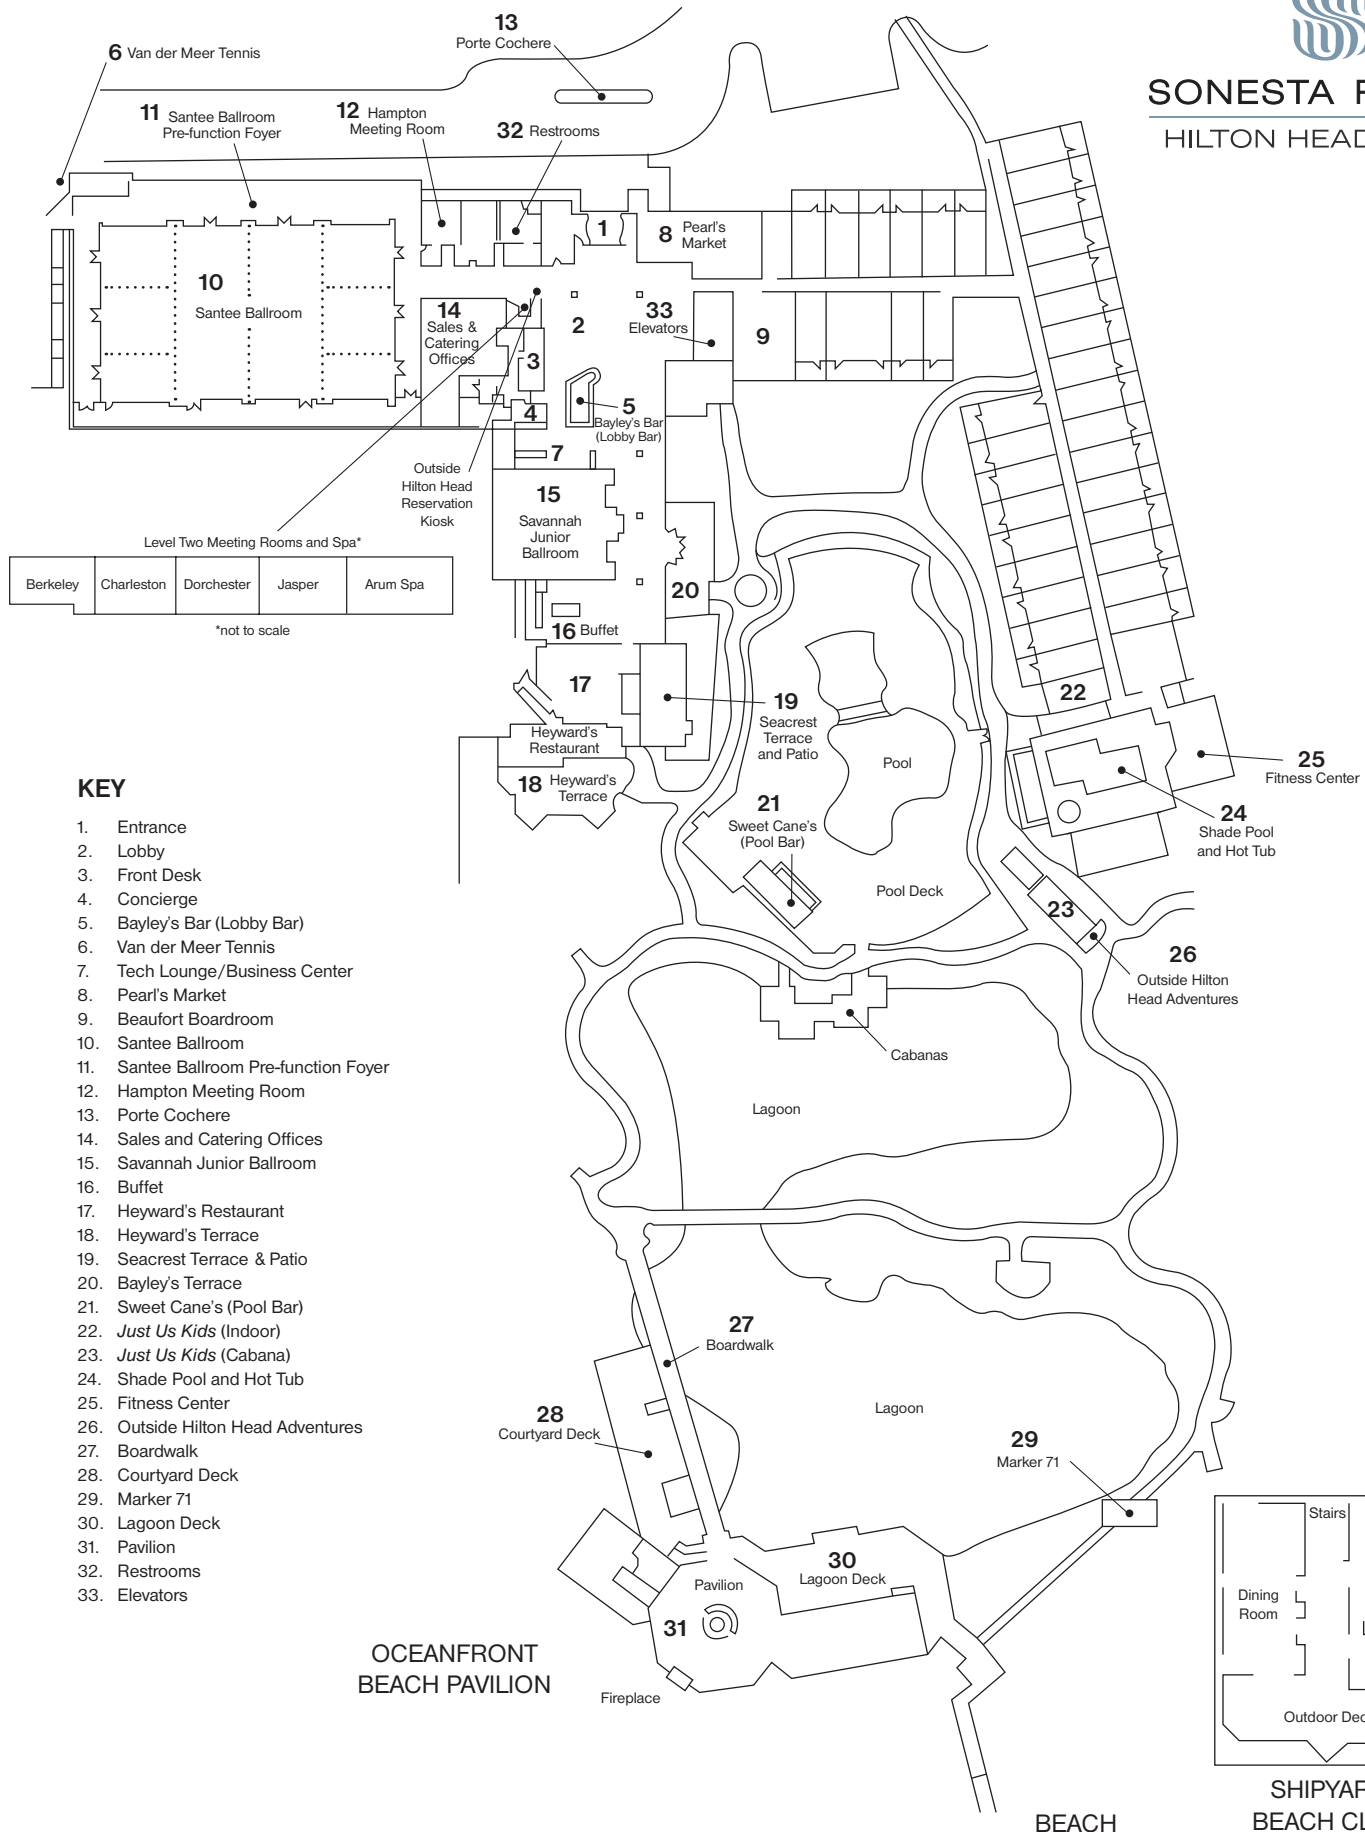 13
Porte Cochere
6 Van der Meer Tennis
SONESTA
HILTON HEAD
11 Santee Ballroom
Pre-function Foyer
12 Hampton
Meeting Room
32 Restrooms
1
8 Pearl's
Market
10
Santee Ballroom
14
Sales &
Catering
Offices
2
33
Elevators
9
3
5
Bayley's Bar
(Lobby Bar)
4
7
Outside
Hilton Head
Reservation
Kiosk
15
Savannah
Junior
Ballroom
Level Two Meeting Rooms and Spa*
Berkeley
Charleston
Dorchester
Jasper
Arum Spa
*not to scale
20
16 Buffet
17
Heyward's
Restaurant
18 Heyward's
Terrace
19
Seacrest
Terrace
and Patio
22
Pool
25
Fitness Center
24
Shade Pool
and Hot Tub
21
Sweet Cane's
(Pool Bar)
Pool Deck
23
26
Outside Hilton
Head Adventures
Cabanas
Lagoon
KEY
1. Entrance
2. Lobby
3. Front Desk
4. Concierge
5. Bayley's Bar (Lobby Bar)
6. Van der Meer Tennis
7. Tech Lounge/Business Center
8. Pearl's Market
9. Beaufort Boardroom
10. Santee Ballroom
11. Santee Ballroom Pre-function Foyer
12. Hampton Meeting Room
13. Porte Cochere
14. Sales and Catering Offices
15. Savannah Junior Ballroom
16. Buffet
17. Heyward's Restaurant
18. Heyward's Terrace
19. Seacrest Terrace & Patio
20. Bayley's Terrace
21. Sweet Cane's (Pool Bar)
22. Just Us Kids (Indoor)
23. Just Us Kids (Cabana)
24. Shade Pool and Hot Tub
25. Fitness Center
26. Outside Hilton Head Adventures
27. Boardwalk
28. Courtyard Deck
29. Marker 71
30. Lagoon Deck
31. Pavilion
32. Restrooms
33. Elevators
27
Boardwalk
28
Courtyard Deck
Lagoon
29
Marker 71
30
Lagoon Deck
Pavilion
31
Fireplace
OCEANFRONT
BEACH PAVILION
Stairs
Dining
Room
Outdoor
BEACH
BEACH